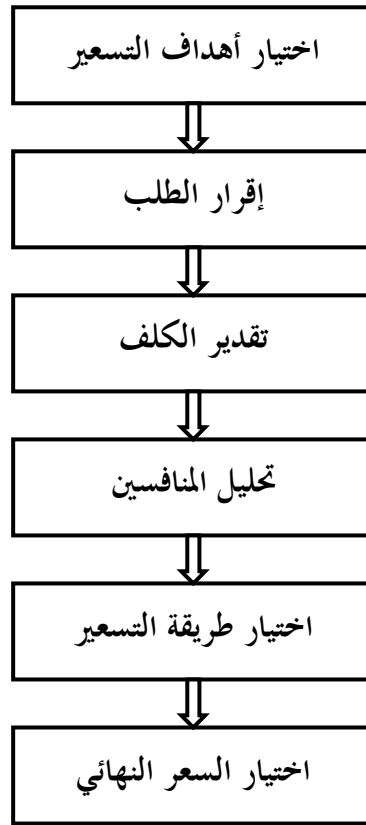 اختيار أهداف التسعير
إقرار الطلب
تقدير الكلف
تحليل المنافسين
اختيار طريقة التسعير
اختيار السعر النهائي